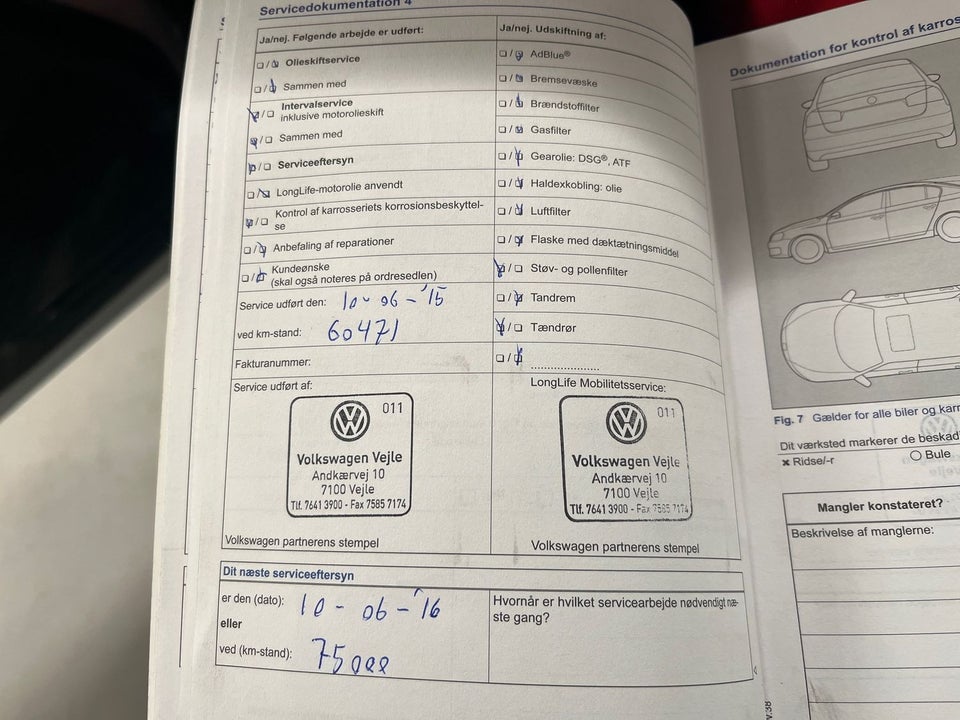 Servicedokumentation 4
Ja/nej. Følgende arbejde er udført:
Olieskiftservice
Sammen med
Intervalservice
inklusive motorolieskift
Sammen med
Serviceeftersyn
LongLife-motorolie anvendt
Kontrol af karrosseriets korrosionsbeskyttel-
se
Anbefaling af reparationer
Kundeønske
(skal også noteres på ordresedlen)
Service udført den: 10-06-'15
ved km-stand: 60471
Fakturanummer:
Service udført af:
011
Volkswagen Vejle
Andkærvej 10
7100 Vejle
Tlf. 7641 3900 - Fax 7585 7174
Volkswagen partnerens stempel
Ja/nej. Udskiftning af:
AdBlue®
Bremsevæske
Brændstoffilter
Gasfilter
Gearolie: DSG®, ATF
Haldexkobling: olie
Luftfilter
Flaske med dæktætningsmiddel
Støv- og pollenfilter
Tandrem
Tændrør
LongLife Mobilitetsservice:
011
Volkswagen Vejle
Andkærvej 10
7100 Vejle
Tlf. 7641 3900 - Fax 7585 7174
Volkswagen partnerens stempel
Dit næste serviceeftersyn
er den (dato): 10-06-'16
eller
ved (km-stand): 75000
Hvornår er hvilket servicearbejde nødvendigt næ-
ste gang?
Dokumentation for kontrol af karros
Fig. 7 Gælder for alle biler og karr
Dit værksted markerer de beskad
× Ridse/-r O Bule
Mangler konstateret?
Beskrivelse af manglerne: